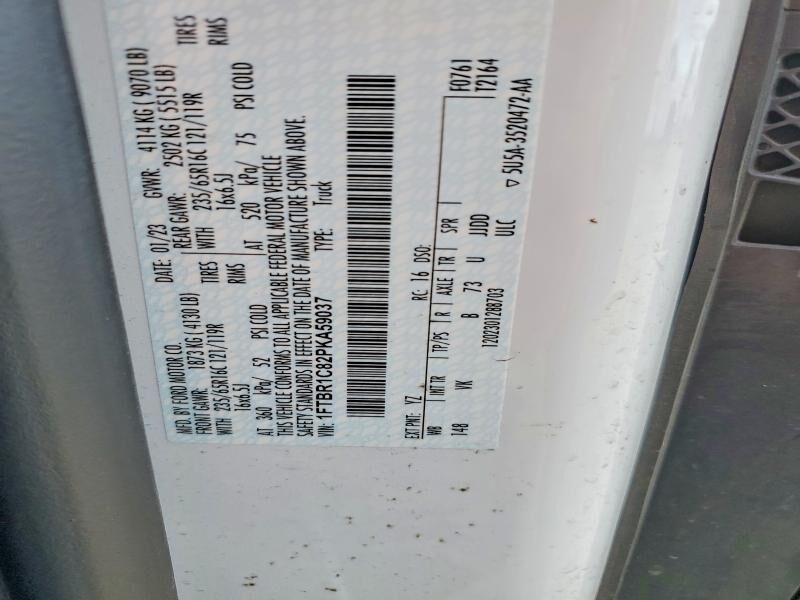 MFD. BY FORD MOTOR CO.
DATE: 01/23 GVWR: 4114 KG ( 9070 LB)
FRONT GAWR: 1873 KG ( 4130 LB) REAR GAWR: 2502 KG ( 5515 LB)
WITH 235/65R16C 121/119R TIRES WITH 235/65R16C 121/119R TIRES
16x6.5J RIMS 16x6.5J RIMS
AT 360 kPa/ 52 PSI COLD AT 520 kPa/ 75 PSI COLD
THIS VEHICLE CONFORMS TO ALL APPLICABLE FEDERAL MOTOR VEHICLE
SAFETY STANDARDS IN EFFECT ON THE DATE OF MANUFACTURE SHOWN ABOVE.
VIN: 1FTBR1C82PKA59037 TYPE: Truck
F0761
EXT PNT: YZ RC: 16 DSO: T2164
WB INT TR TP/PS R AXLE TR SPR
148 VK B 73 U JJDD
1202301288703 ULC
▽ 5U5A-3520472-AA